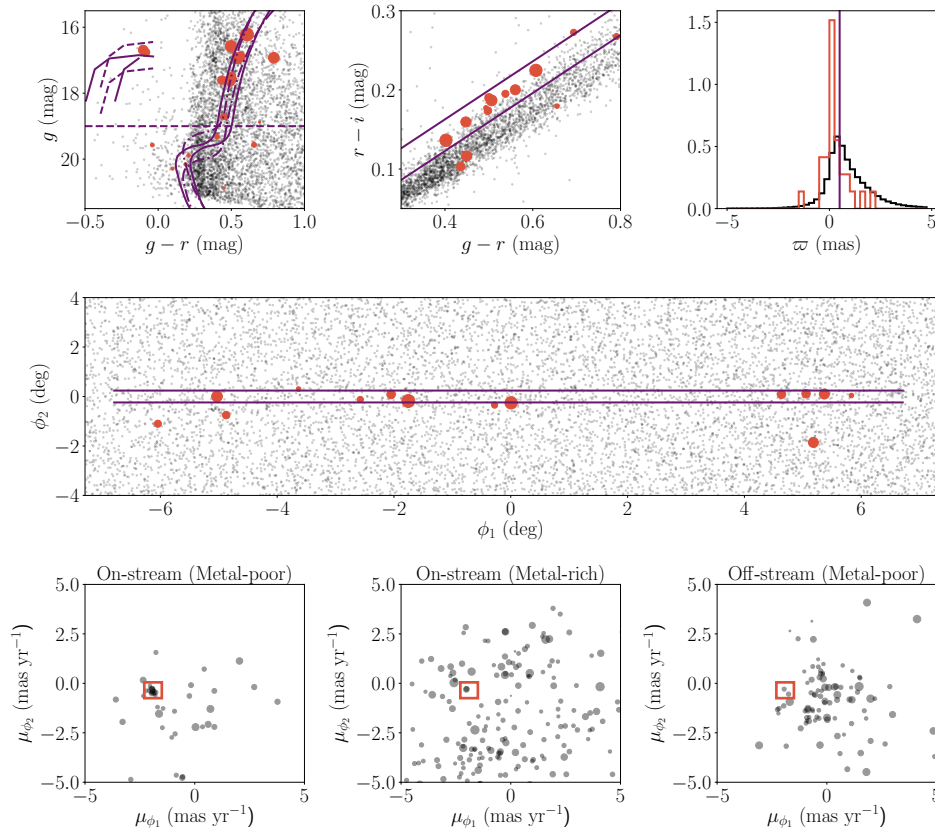 16
18
20
g (mag)
−0.5 0.0 0.5 1.0
g − r (mag)
0.3
0.2
0.1
r − i (mag)
0.4 0.6 0.8
g − r (mag)
1.5
1.0
0.5
0.0
−5 0 5
ϖ (mas)
4
2
0
−2
−4
ϕ₂ (deg)
−6 −4 −2 0 2 4 6
ϕ₁ (deg)
On-stream (Metal-poor)
5.0
2.5
0.0
−2.5
−5.0
μ_ϕ₂ (mas yr⁻¹)
−5 0 5
μ_ϕ₁ (mas yr⁻¹)
On-stream (Metal-rich)
5.0
2.5
0.0
−2.5
−5.0
μ_ϕ₂ (mas yr⁻¹)
−5 0 5
μ_ϕ₁ (mas yr⁻¹)
Off-stream (Metal-poor)
5.0
2.5
0.0
−2.5
−5.0
μ_ϕ₂ (mas yr⁻¹)
−5 0 5
μ_ϕ₁ (mas yr⁻¹)